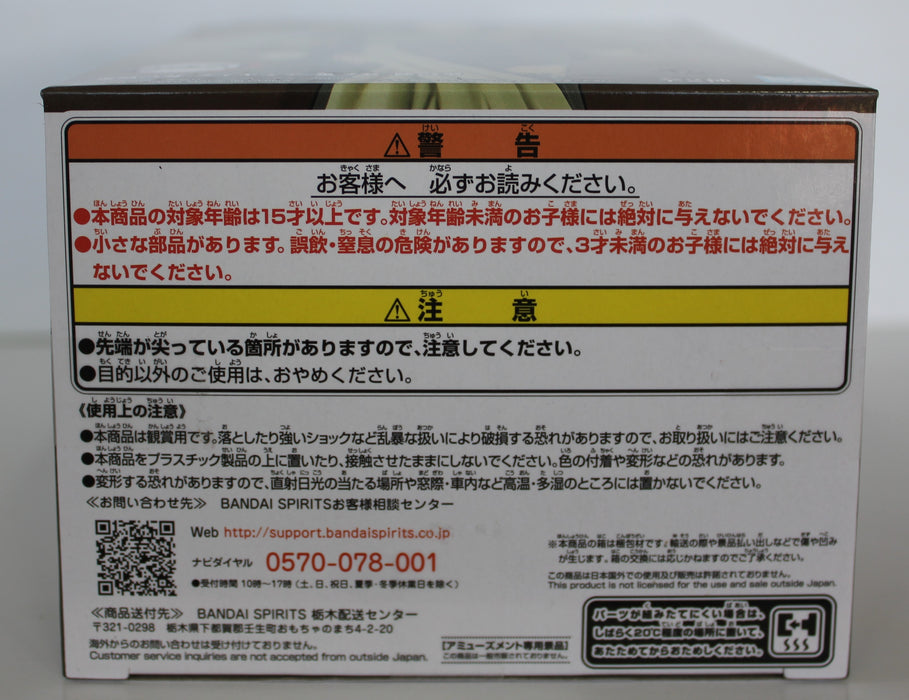 ⚠警 告
お客様へ 必ずお読みください。
●本商品の対象年齢は15才以上です。対象年齢未満のお子様には絶対に与えないでください。
●小さな部品があります。誤飲・窒息の危険がありますので、3才未満のお子様には絶対に与え
ないでください。
⚠注 意
●先端が尖っている箇所がありますので、注意してください。
●目的以外のご使用は、おやめください。
《使用上の注意》
●本商品は観賞用です。落としたり強いショックなど乱暴な扱いにより破損する恐れがありますので、お取り扱いにはご注意ください。
●本商品をプラスチック製品の上に置いたり、接触させたままにしないでください。色の付着や変形などの恐れがあります。
●変形する恐れがありますので、直射日光の当たる場所や窓際・車内など高温・多湿のところには置かないでください。
≪お問い合わせ先≫ BANDAI SPIRITSお客様相談センター
Web http://support.bandaispirits.co.jp
ナビダイヤル 0570-078-001
●受付時間 10時〜17時(土、日、祝日、夏季・冬季休業日を除く)
※本商品の箱は梱包材です。輸送の際や景品払い出しなどで傷や凹み
が生じます。箱の交換には応じかねますのでご了承ください。
この商品は日本国外での使用及び販売は許諾されておりません。
This product is not licensed for the use and sale outside Japan.
≪商品送付先≫ BANDAI SPIRITS 栃木配送センター
〒321-0298 栃木県下都賀郡壬生町おもちゃのまち4-2-20
海外からのお問い合わせは受け付けておりません。
Customer service inquiries are not accepted from outside Japan.
【アミューズメント専用景品】
この商品は一般市販されておりません。
パーツが組みたてにくい場合は、
しばらく20℃程度の場所に置いて、
あたためてからおためしください。